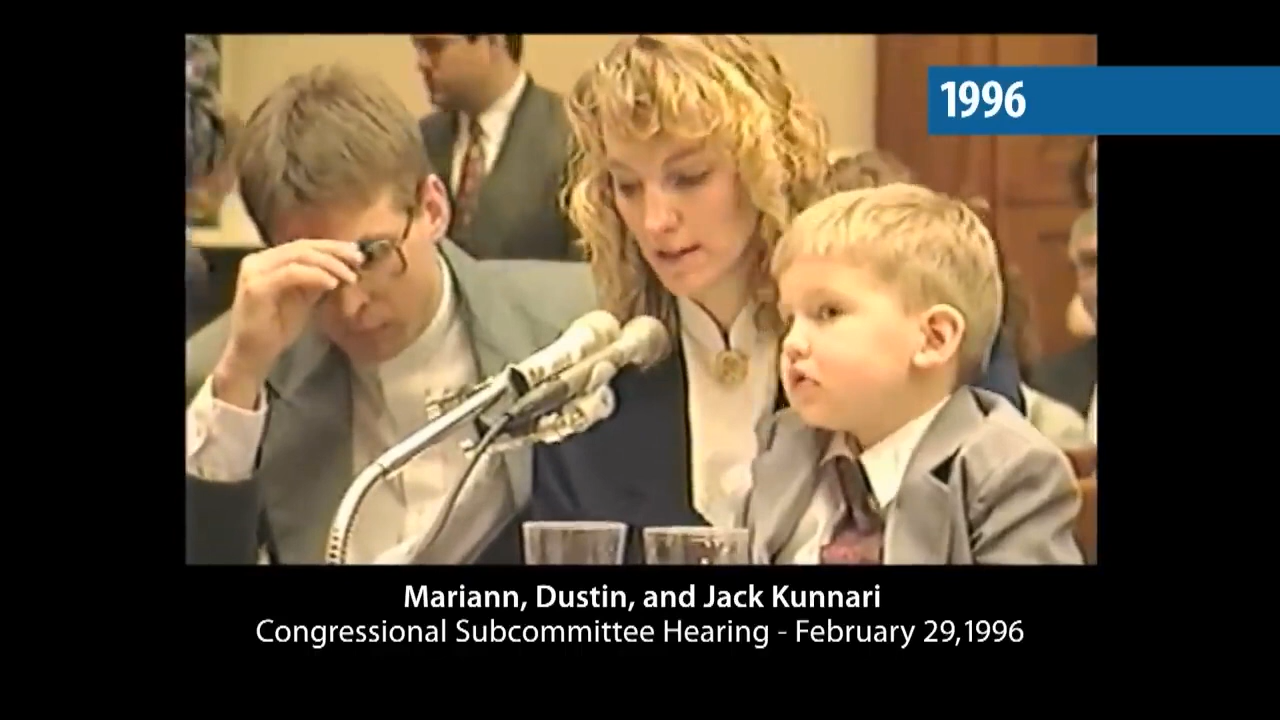 1996
Mariann, Dustin, and Jack Kunnari
Congressional Subcommittee Hearing - February 29,1996